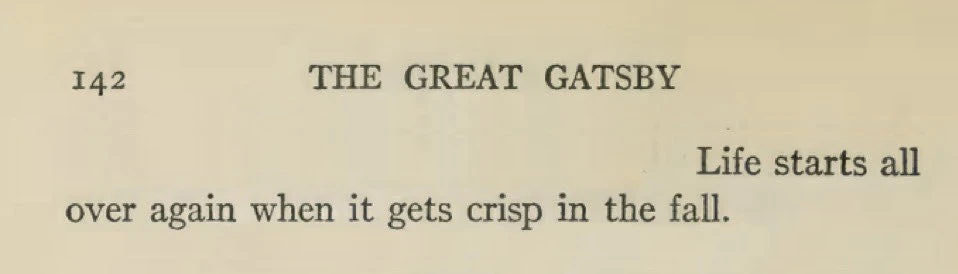 142 THE GREAT GATSBY
Life starts all
over again when it gets crisp in the fall.